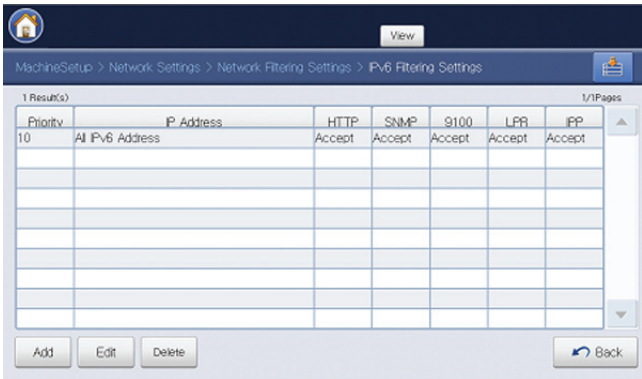 View
MachineSetup > Network Settings > Network Filtering Settings > IPv6 Filtering Settings
1 Result(s) 1/1Pages
Priority IP Address HTTP SNMP 9100 LPR IPP
10 All IPv6 Address Accept Accept Accept Accept Accept
Add Edit Delete Back